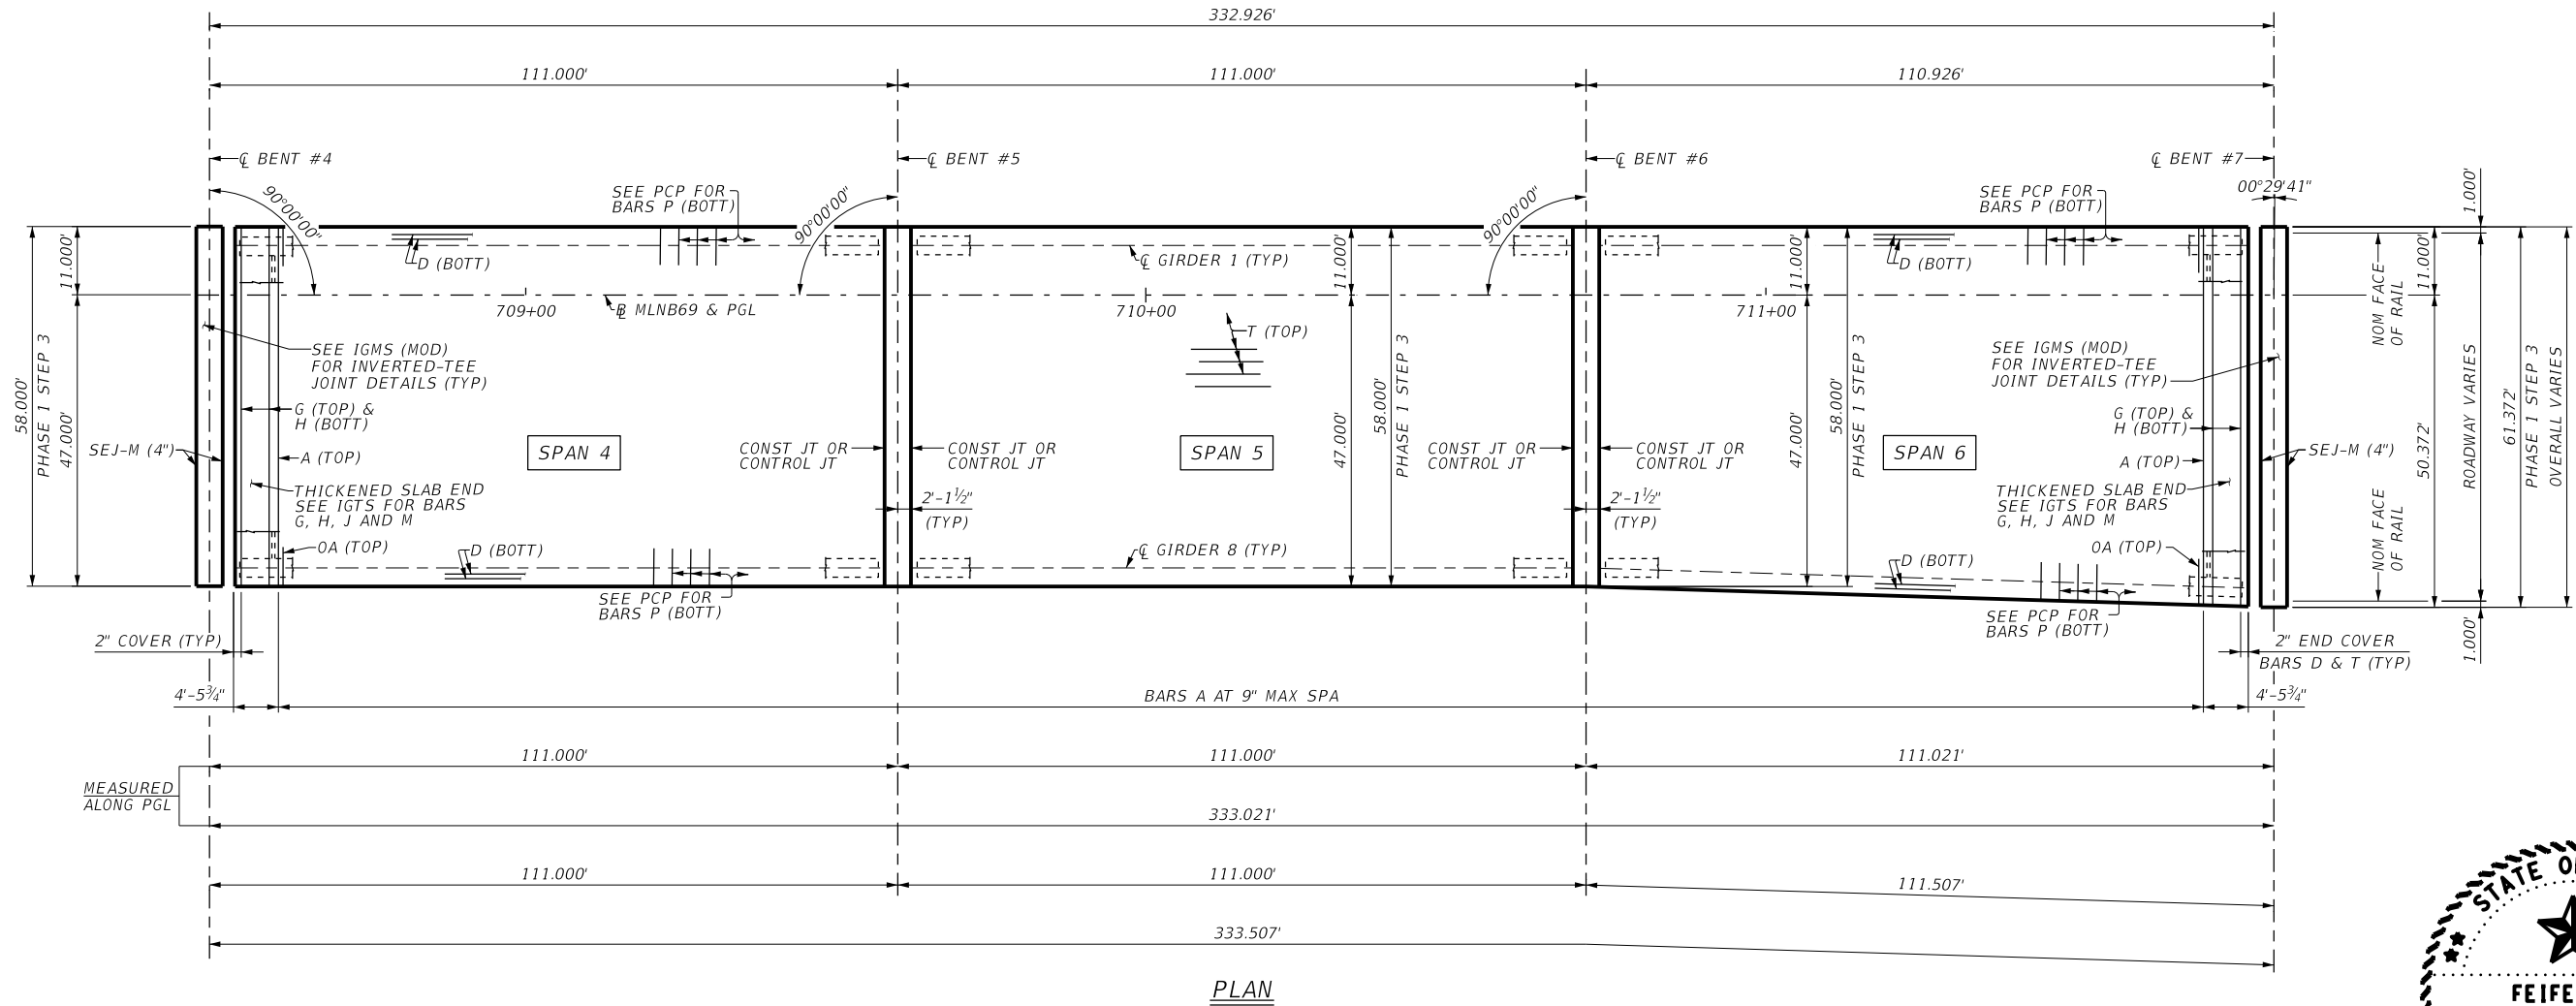 332.926'
111.000'
111.000'
110.926'
℄ BENT #4
℄ BENT #5
℄ BENT #6
℄ BENT #7
00°29'41"
90°00'00"
90°00'00"
90°00'00"
SEE PCP FOR
BARS P (BOTT)
SEE PCP FOR
BARS P (BOTT)
D (BOTT)
℄ GIRDER 1 (TYP)
D (BOTT)
58.000'
PHASE 1 STEP 3
11.000'
47.000'
709+00
MLNB69 & PGL
710+00
711+00
T (TOP)
SEE IGMS (MOD)
FOR INVERTED-TEE
JOINT DETAILS (TYP)
G (TOP) &
H (BOTT)
SEJ-M (4")
A (TOP)
THICKENED SLAB END
SEE IGTS FOR BARS
G, H, J AND M
OA (TOP)
D (BOTT)
SEE PCP FOR
BARS P (BOTT)
SPAN 4
CONST JT OR
CONTROL JT
CONST JT OR
CONTROL JT
2'-1½"
(TYP)
SPAN 5
℄ GIRDER 8 (TYP)
11.000'
47.000'
58.000'
PHASE 1 STEP 3
CONST JT OR
CONTROL JT
CONST JT OR
CONTROL JT
2'-1½"
(TYP)
11.000'
47.000'
58.000'
PHASE 1 STEP 3
SPAN 6
SEE IGMS (MOD)
FOR INVERTED-TEE
JOINT DETAILS (TYP)
G (TOP) &
H (BOTT)
A (TOP)
THICKENED SLAB END
SEE IGTS FOR BARS
G, H, J AND M
OA (TOP)
D (BOTT)
SEE PCP FOR
BARS P (BOTT)
SEJ-M (4")
NOM FACE
OF RAIL
NOM FACE
OF RAIL
11.000'
50.372'
1.000'
ROADWAY VARIES
1.000'
61.372'
PHASE 1 STEP 3
OVERALL VARIES
2" COVER (TYP)
2" END COVER
BARS D & T (TYP)
4'-5¾"
BARS A AT 9" MAX SPA
4'-5¾"
111.000'
111.000'
111.021'
MEASURED
ALONG PGL
333.021'
111.000'
111.000'
111.507'
333.507'
PLAN
STATE O
FEIFE